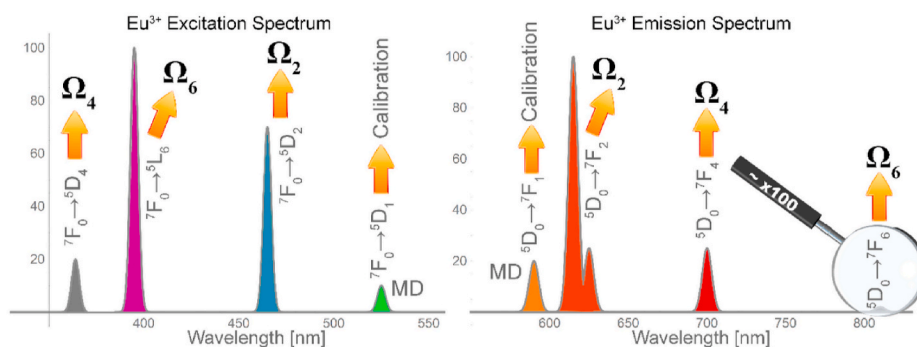 Eu³⁺ Excitation Spectrum
100
80
60
40
20
Ω₄
⁷F₀→⁵D₄
Ω₆
⁷F₀→⁵L₆
Ω₂
⁷F₀→⁵D₂
Calibration
⁷F₀→⁵D₁
MD
400
450
500
550
Wavelength [nm]
Eu³⁺ Emission Spectrum
100
80
60
40
20
Calibration
⁵D₀→⁷F₁
MD
Ω₂
⁵D₀→⁷F₂
Ω₄
⁵D₀→⁷F₄
~ x100
Ω₆
⁵D₀→⁷F₆
600
650
700
750
800
Wavelength [nm]